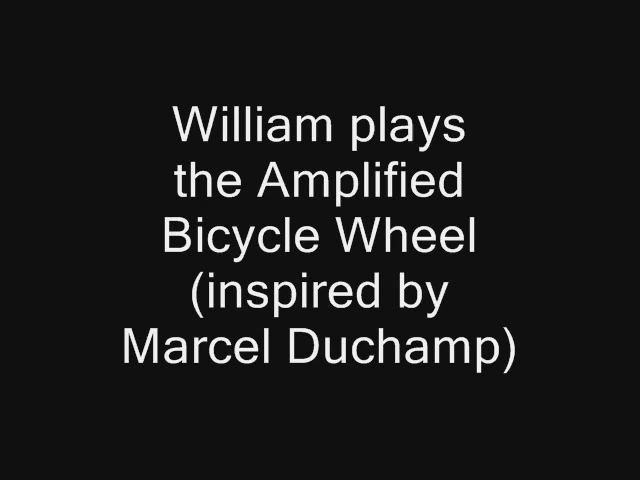 William plays
the Amplified
Bicycle Wheel
(inspired by
Marcel Duchamp)